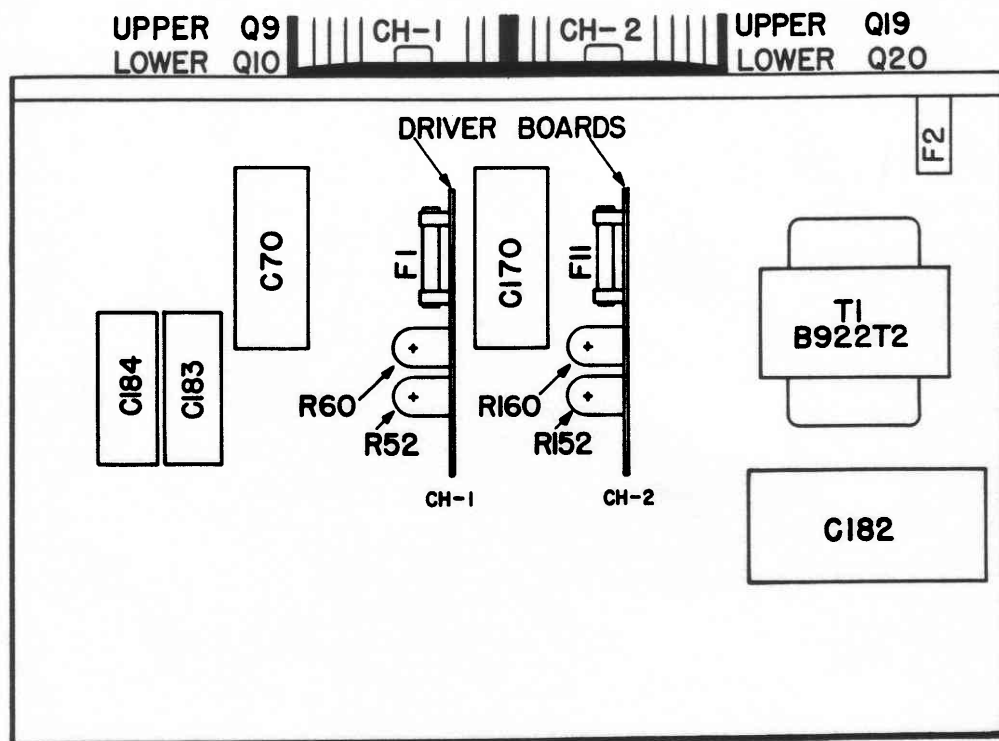 UPPER Q9
LOWER Q10
CH-1
CH-2
UPPER Q19
LOWER Q20
DRIVER BOARDS
F2
C70
F1
C170
F11
T1
B922T2
C184
C183
R60
R52
R160
R152
CH-1
CH-2
C182